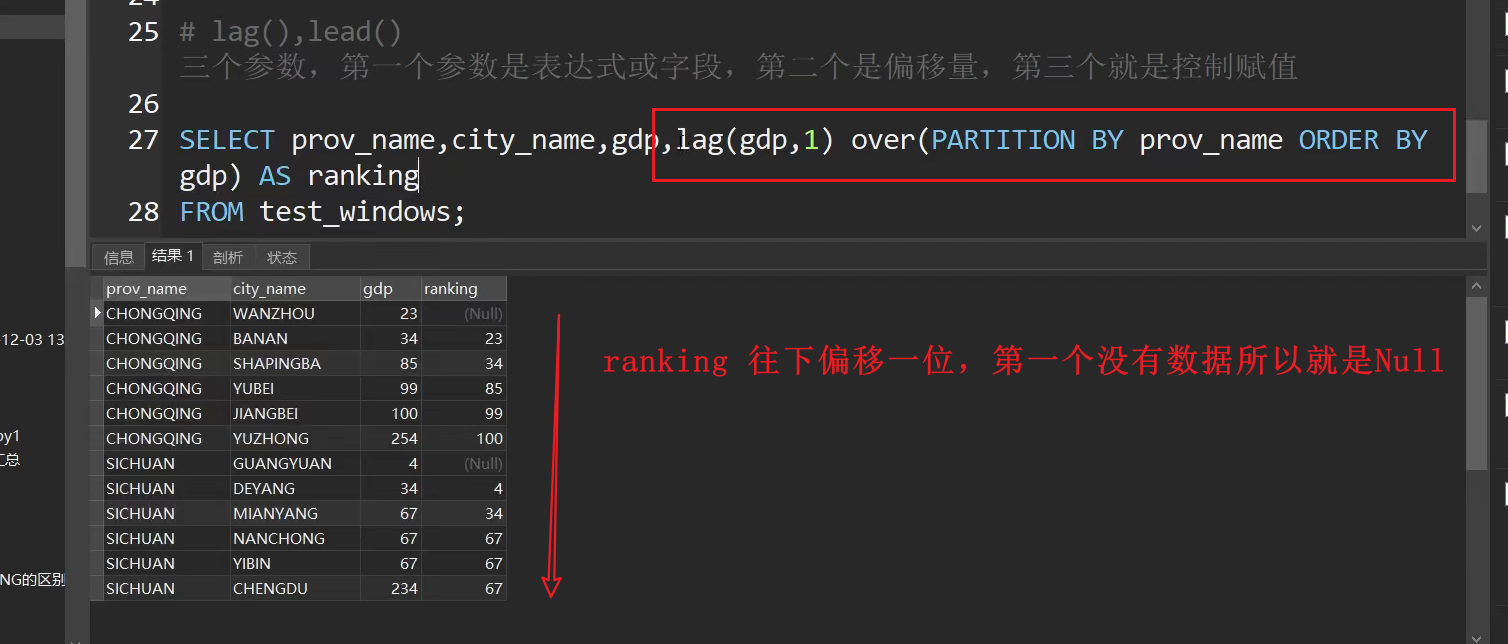 25 # lag(),lead()
三个参数，第一个参数是表达式或字段，第二个是偏移量，第三个就是控制赋值
26
27 SELECT prov_name,city_name,gdp,lag(gdp,1) over(PARTITION BY prov_name ORDER BY
gdp) AS ranking
28 FROM test_windows;
信息 结果 1 剖析 状态
prov_name city_name gdp ranking
CHONGQING WANZHOU 23 (Null)
CHONGQING BANAN 34 23
-12-03 13
CHONGQING SHAPINGBA 85 34
ranking 往下偏移一位，第一个没有数据所以就是Null
CHONGQING YUBEI 99 85
CHONGQING JIANGBEI 100 99
CHONGQING YUZHONG 254 100
py1
SICHUAN GUANGYUAN 4 (Null)
汇总
SICHUAN DEYANG 34 4
SICHUAN MIANYANG 67 34
SICHUAN NANCHONG 67 67
SICHUAN YIBIN 67 67
NG的区别
SICHUAN CHENGDU 234 67